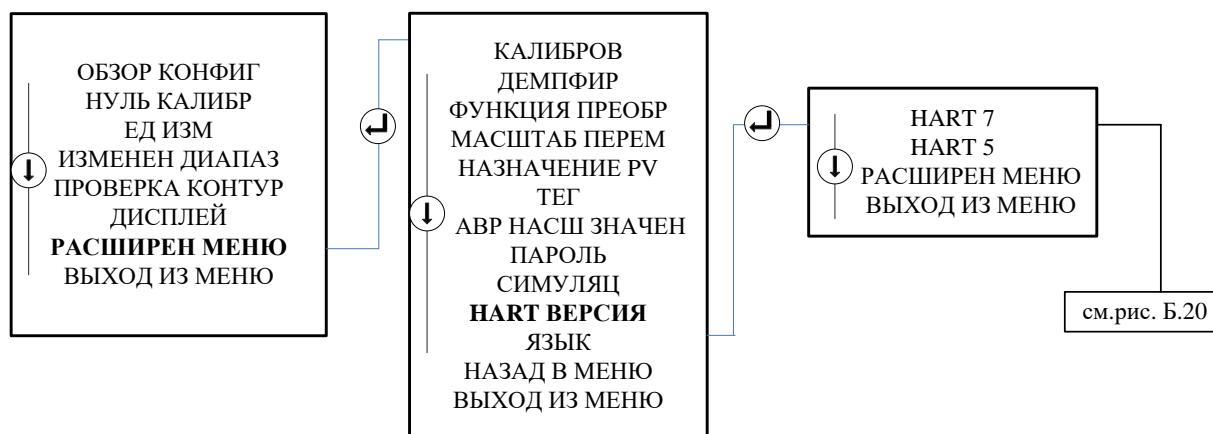 ОБЗОР КОНФИГ
НУЛЬ КАЛИБР
ЕД ИЗМ
ИЗМЕНЕН ДИАПАЗ
ПРОВЕРКА КОНТУР
ДИСПЛЕЙ
РАСШИРЕН МЕНЮ
ВЫХОД ИЗ МЕНЮ
КАЛИБРОВ
ДЕМПФИР
ФУНКЦИЯ ПРЕОБР
МАСШТАБ ПЕРЕМ
НАЗНАЧЕНИЕ PV
ТЕГ
АВР НАСЩ ЗНАЧЕН
ПАРОЛЬ
СИМУЛЯЦ
HART ВЕРСИЯ
ЯЗЫК
НАЗАД В МЕНЮ
ВЫХОД ИЗ МЕНЮ
HART 7
HART 5
РАСШИРЕН МЕНЮ
ВЫХОД ИЗ МЕНЮ
см.рис. Б.20